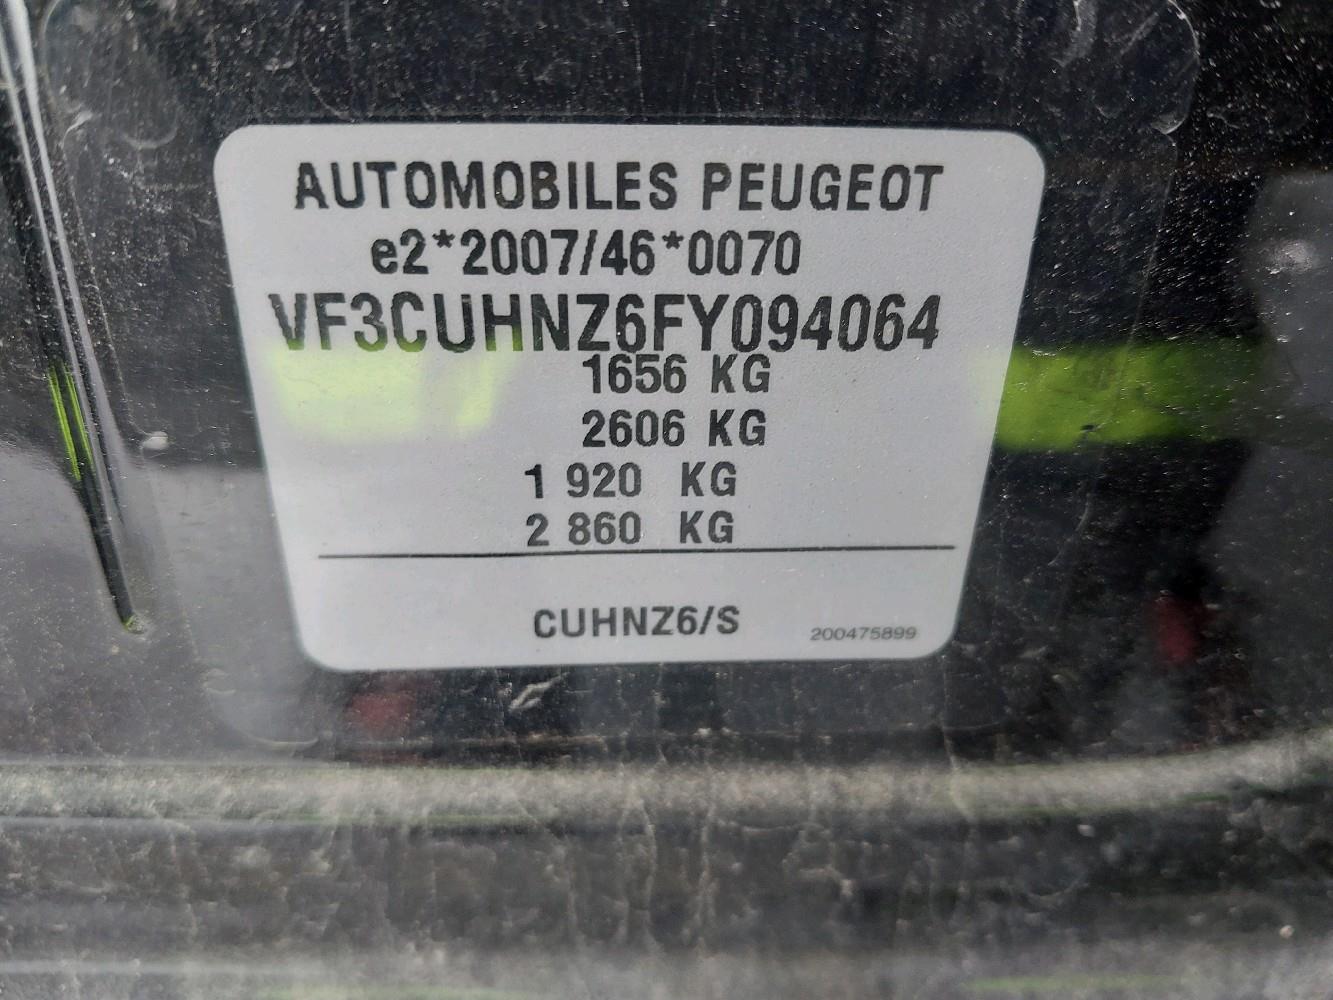 AUTOMOBILES PEUGEOT
e2*2007/46*0070
VF3CUHNZ6FY094064
1656 KG
2606 KG
1 920 KG
2 860 KG
CUHNZ6/S
200475899